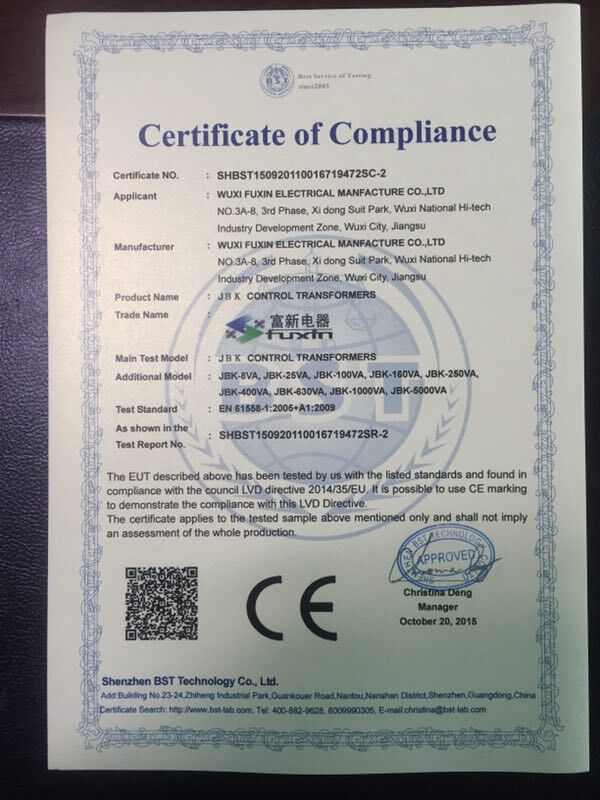 B.S.T
Best Service of Testing
since2003
Certificate of Compliance
Certificate NO. : SHBST150920110016719472SC-2
Applicant : WUXI FUXIN ELECTRICAL MANFACTURE CO.,LTD
NO.3A-8, 3rd Phase, Xi dong Suit Park, Wuxi National Hi-tech
Industry Development Zone, Wuxi City, Jiangsu
Manufacturer : WUXI FUXIN ELECTRICAL MANFACTURE CO.,LTD
NO.3A-8, 3rd Phase, Xi dong Suit Park, Wuxi National Hi-tech
Industry Development Zone, Wuxi City, Jiangsu
Product Name : JBK CONTROL TRANSFORMERS
Trade Name :
富新电器
fuxin
Main Test Model : JBK CONTROL TRANSFORMERS
Additional Model : JBK-8VA, JBK-25VA, JBK-100VA, JBK-160VA, JBK-250VA,
JBK-400VA, JBK-630VA, JBK-1000VA, JBK-5000VA
Test Standard : EN 61558-1:2005+A1:2009
As shown in the
Test Report No. : SHBST150920110016719472SR-2
BST
The EUT described above has been tested by us with the listed standards and found in
compliance with the council LVD directive 2014/35/EU. It is possible to use CE marking
to demonstrate the compliance with this LVD Directive.
The certificate applies to the tested sample above mentioned only and shall not imply
an assessment of the whole production.
BST TECHNOLOGY
APPROVED
CE
Christina Deng
Manager
October 20, 2015
Shenzhen BST Technology Co., Ltd.
Add:Building No.23-24,Zhiheng Industrial Park,Guankouer Road,Nantou,Nanshan District,Shenzhen,Guangdong,China
Certificate Search: http://www.bst-lab.com, Tel: 400-882-9628, 8009990305, E-mail:christina@bst-lab.com